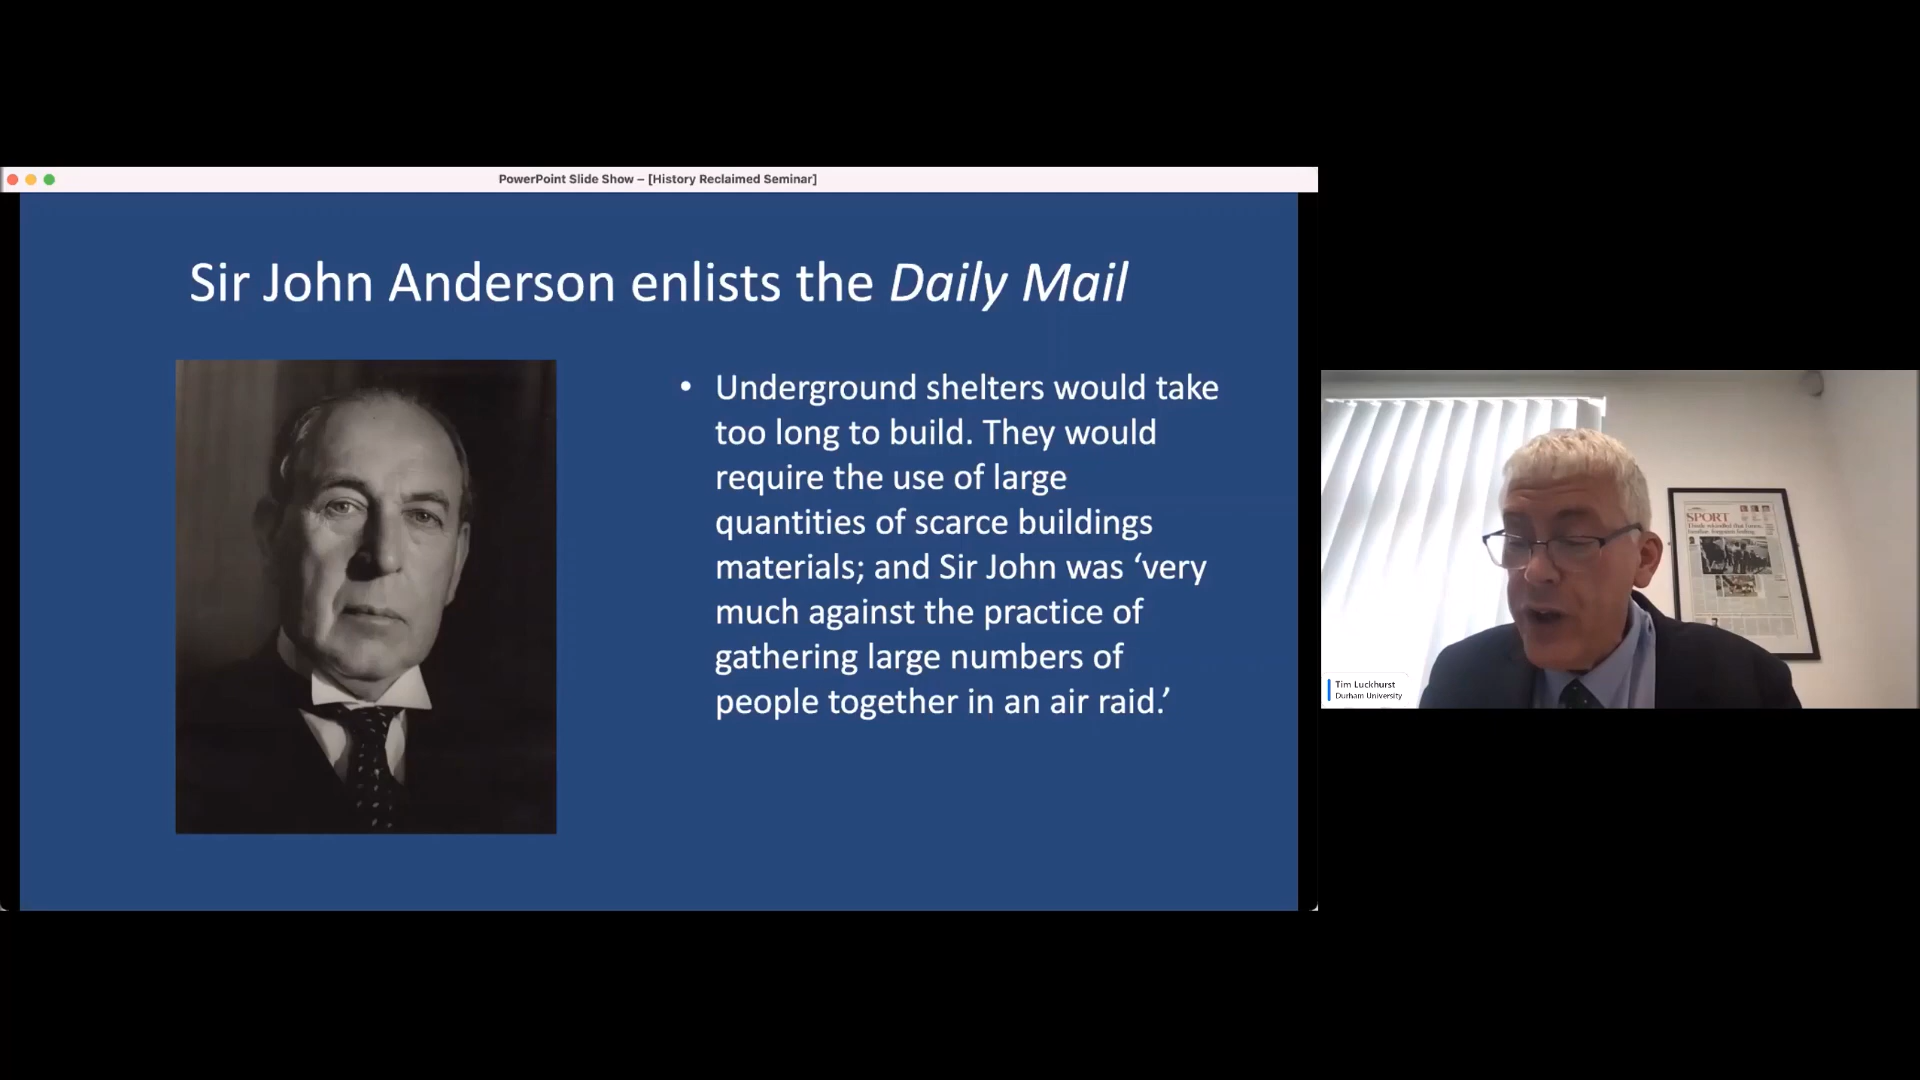 PowerPoint Slide Show – [History Reclaimed Seminar]
Sir John Anderson enlists the Daily Mail
• Underground shelters would take
too long to build. They would
require the use of large
quantities of scarce buildings
materials; and Sir John was ‘very
much against the practice of
gathering large numbers of
people together in an air raid.’
SPORT
Tim Luckhurst
Durham University